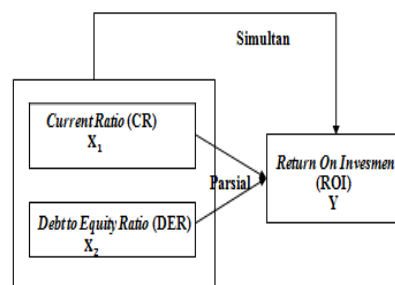 Simultan
Current Ratio (CR)
X₁
Parsial
Return On Invesmen
(ROI)
Y
Debt to Equity Ratio (DER)
X₂